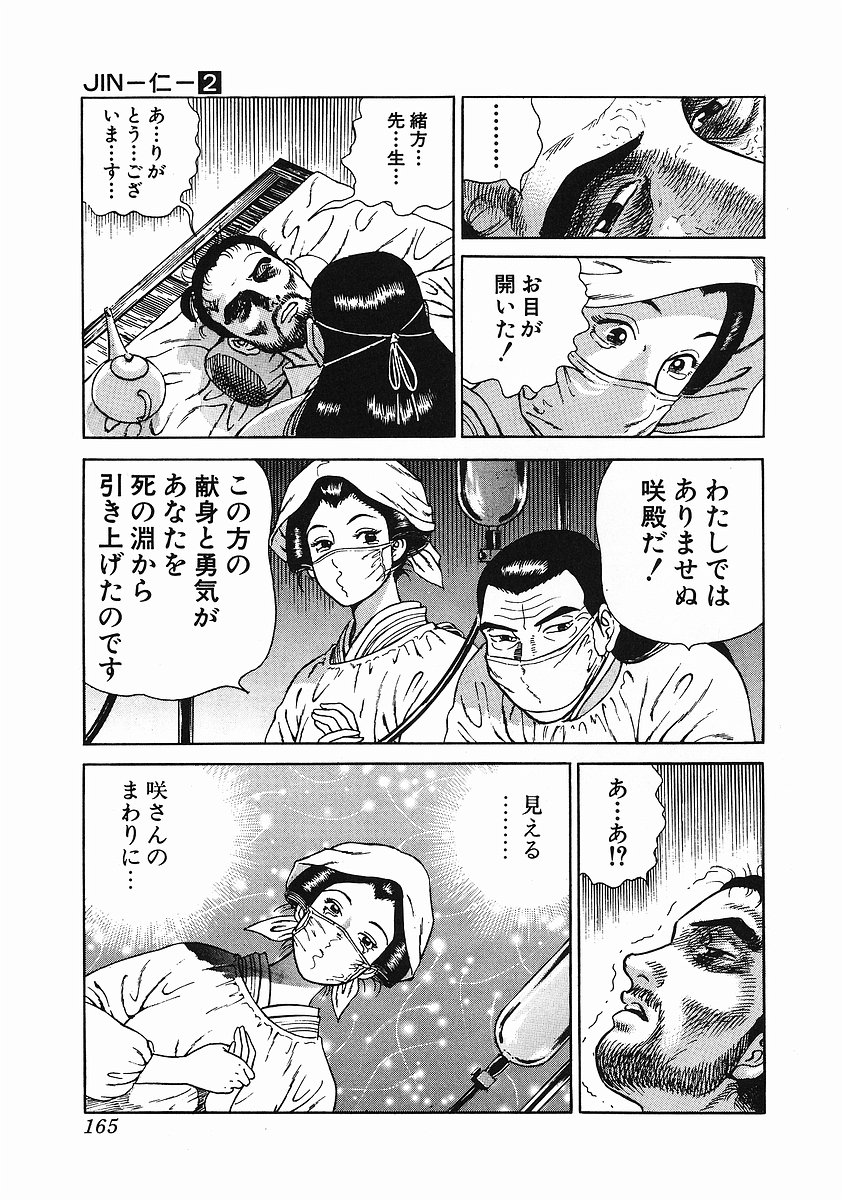 JIN－仁－2
………
お目が
開いた！
緒方…
先…生…
あ…りが
とう…ござ
いま…す…
わたしでは
ありませぬ
咲殿だ！
この方の
献身と勇気が
あなたを
死の淵から
引き上げたのです
あ…あ!?
見える
………
咲さんの
まわりに…
165